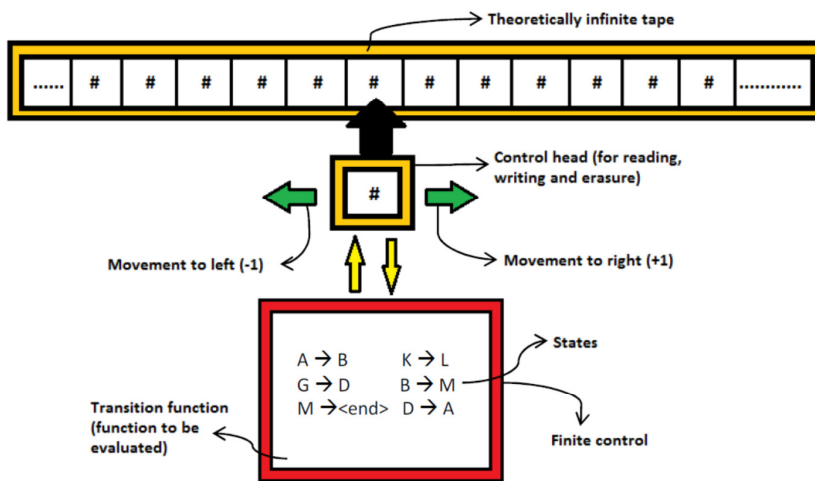 Theoretically infinite tape
...... # # # # # # # # # # # # ............
Control head (for reading,
writing and erasure)
#
Movement to left (-1)
Movement to right (+1)
A → B K → L
G → D B → M
M → <end> D → A
States
Transition function
(function to be
evaluated)
Finite control